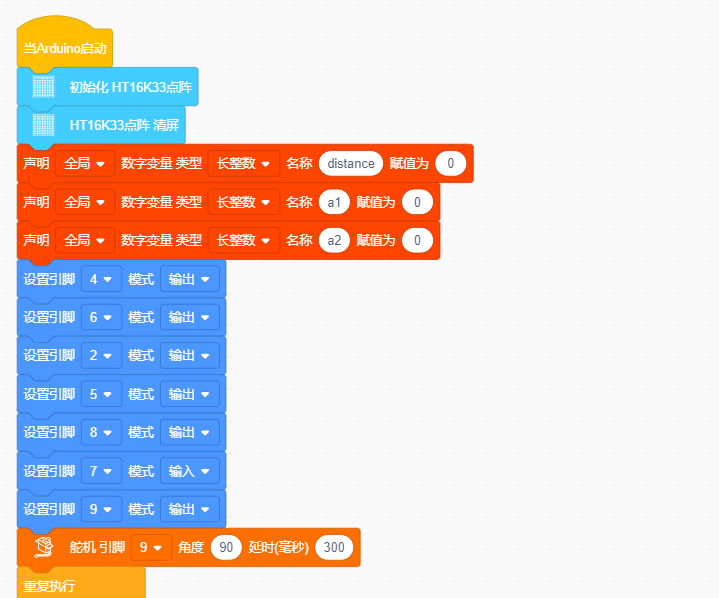 当Arduino启动
初始化 HT16K33点阵
HT16K33点阵 清屏
声明 全局 数字变量 类型 长整数 名称 distance 赋值为 0
声明 全局 数字变量 类型 长整数 名称 a1 赋值为 0
声明 全局 数字变量 类型 长整数 名称 a2 赋值为 0
设置引脚 4 模式 输出
设置引脚 6 模式 输出
设置引脚 2 模式 输出
设置引脚 5 模式 输出
设置引脚 8 模式 输出
设置引脚 7 模式 输入
设置引脚 9 模式 输出
舵机 引脚 9 角度 90 延时(毫秒) 300
重复执行